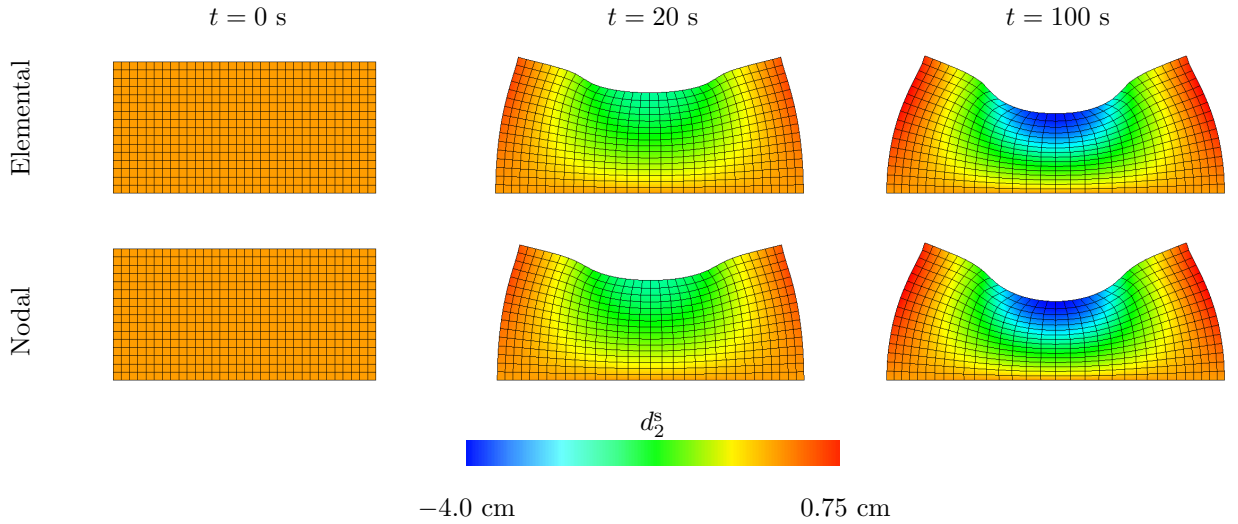 t = 0 s t = 20 s t = 100 s
Elemental
Nodal
d₂ˢ
−4.0 cm 0.75 cm